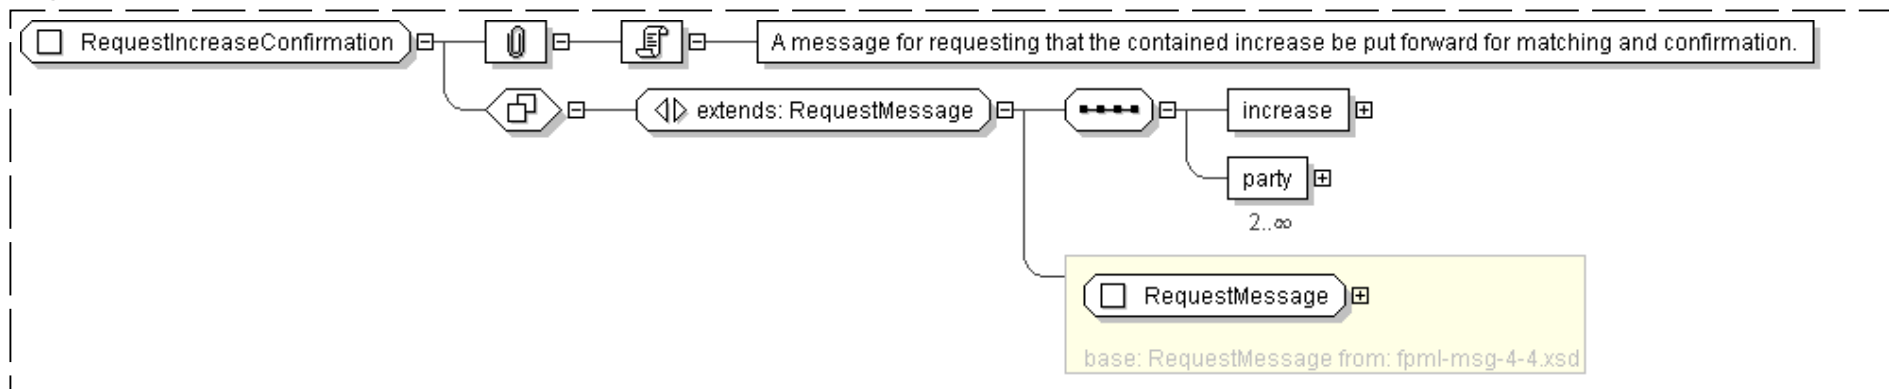 RequestIncreaseConfirmation
A message for requesting that the contained increase be put forward for matching and confirmation.
extends: RequestMessage
increase
party
2..∞
RequestMessage
base: RequestMessage from: fpml-msg-4-4.xsd